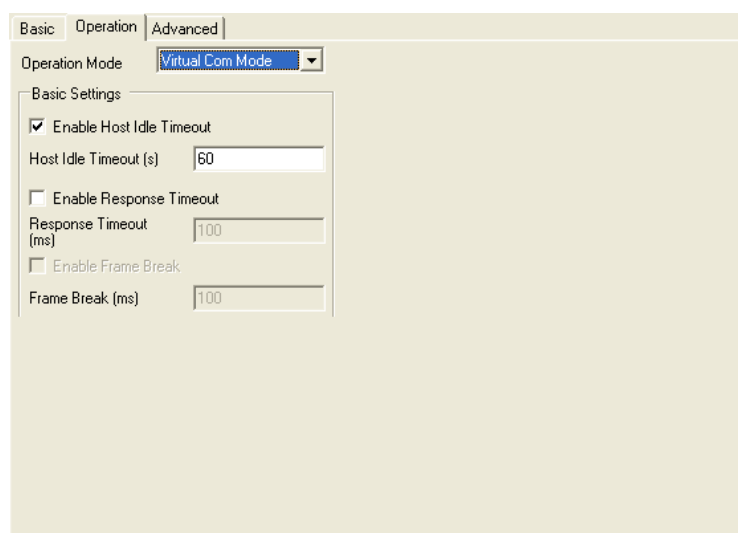 Basic Operation Advanced
Operation Mode Virtual Com Mode
Basic Settings
Enable Host Idle Timeout
Host Idle Timeout (s) 60
Enable Response Timeout
Response Timeout
(ms) 100
Enable Frame Break
Frame Break (ms) 100